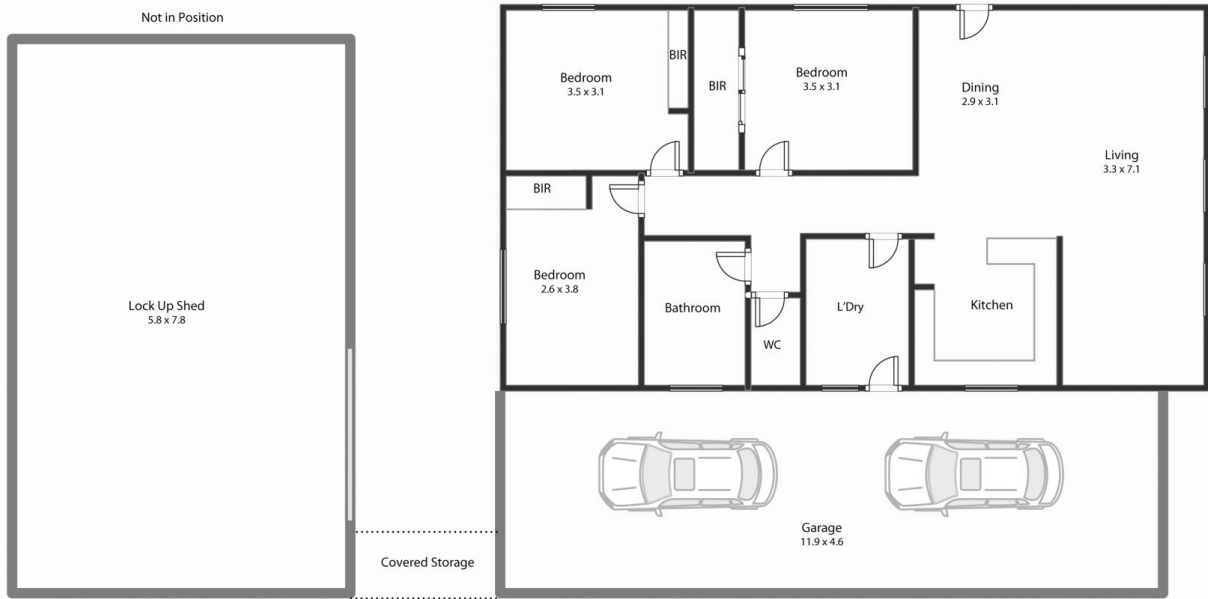 Not in Position
Lock Up Shed
5.8 x 7.8
Covered Storage
Bedroom
3.5 x 3.1
BIR
BIR
Bedroom
3.5 x 3.1
Dining
2.9 x 3.1
Living
3.3 x 7.1
BIR
Bedroom
2.6 x 3.8
Bathroom
WC
L'Dry
Kitchen
Garage
11.9 x 4.6